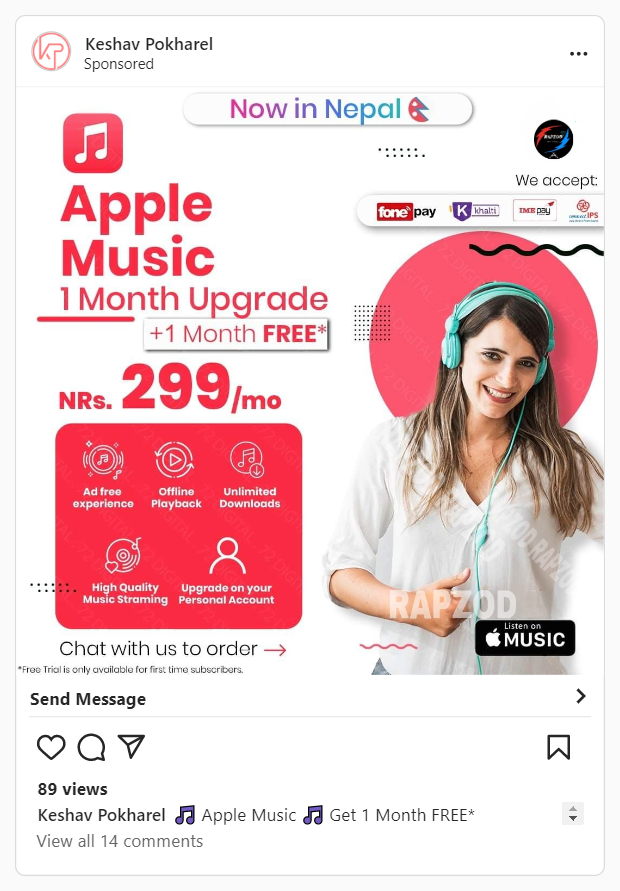 Keshav Pokharel
Sponsored
Now in Nepal
RAPZOD
We accept:
fonepay
khalti
IME pay
connect IPS
Apple
Music
1 Month Upgrade
+1 Month FREE*
NRs. 299/mo
Ad free
experience
Offline
Playback
Unlimited
Downloads
High Quality
Music Straming
Upgrade on your
Personal Account
RAPZOD
Listen on
MUSIC
Chat with us to order
*Free Trial is only available for first time subscribers.
Send Message
89 views
Keshav Pokharel 🎵 Apple Music 🎵 Get 1 Month FREE*
View all 14 comments